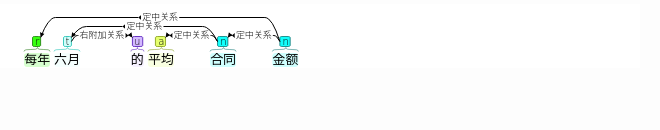 定中关系
定中关系
右附加关系 定中关系 定中关系
r t u a n n
每年 六月 的 平均 合同 金额